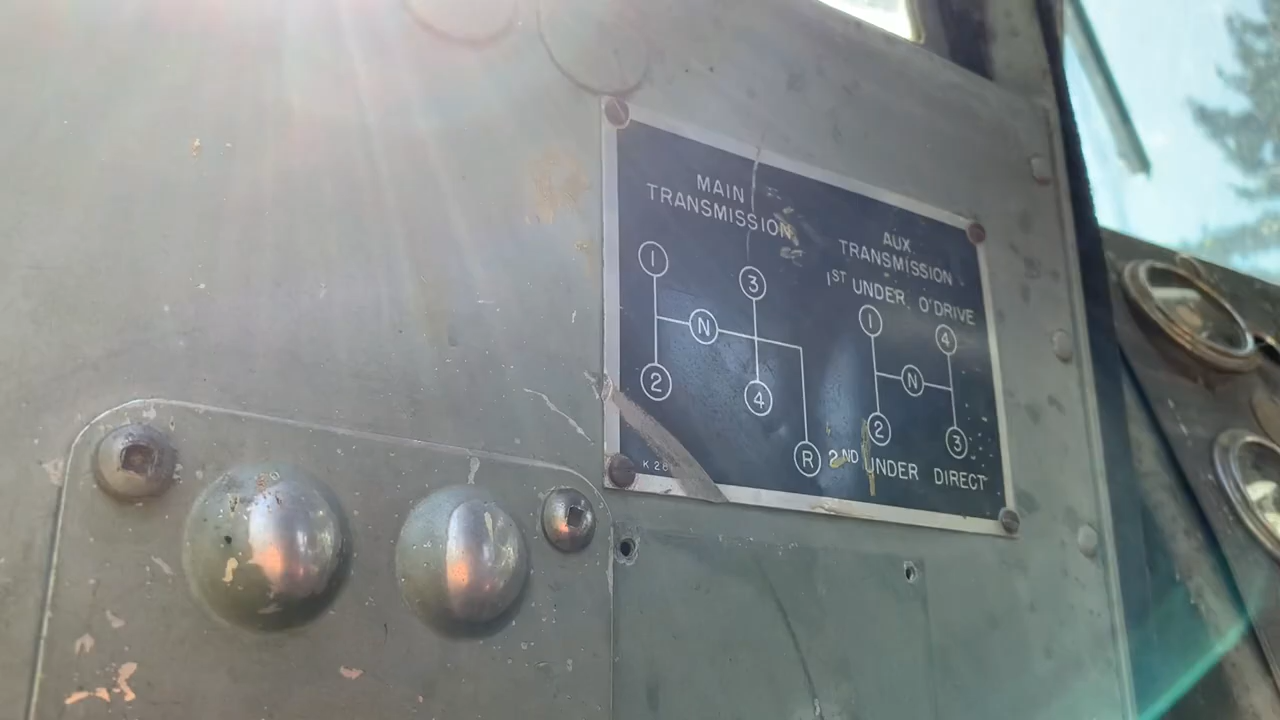 MAIN
TRANSMISSION
1 3
N
2 4
R
AUX
TRANSMISSION
1ST UNDER O'DRIVE
1 4
N
2 3
2ND UNDER DIRECT